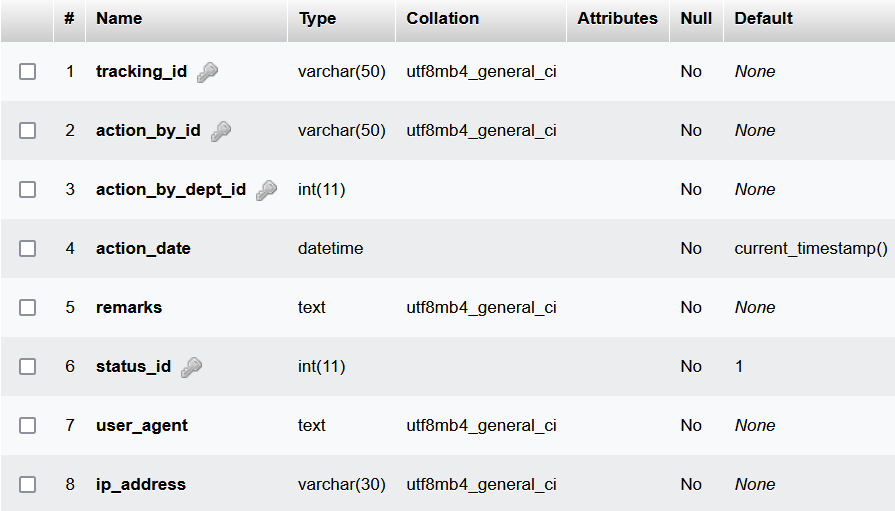 # Name Type Collation Attributes Null Default
1 tracking_id varchar(50) utf8mb4_general_ci No None
2 action_by_id varchar(50) utf8mb4_general_ci No None
3 action_by_dept_id int(11) No None
4 action_date datetime No current_timestamp()
5 remarks text utf8mb4_general_ci No None
6 status_id int(11) No 1
7 user_agent text utf8mb4_general_ci No None
8 ip_address varchar(30) utf8mb4_general_ci No None